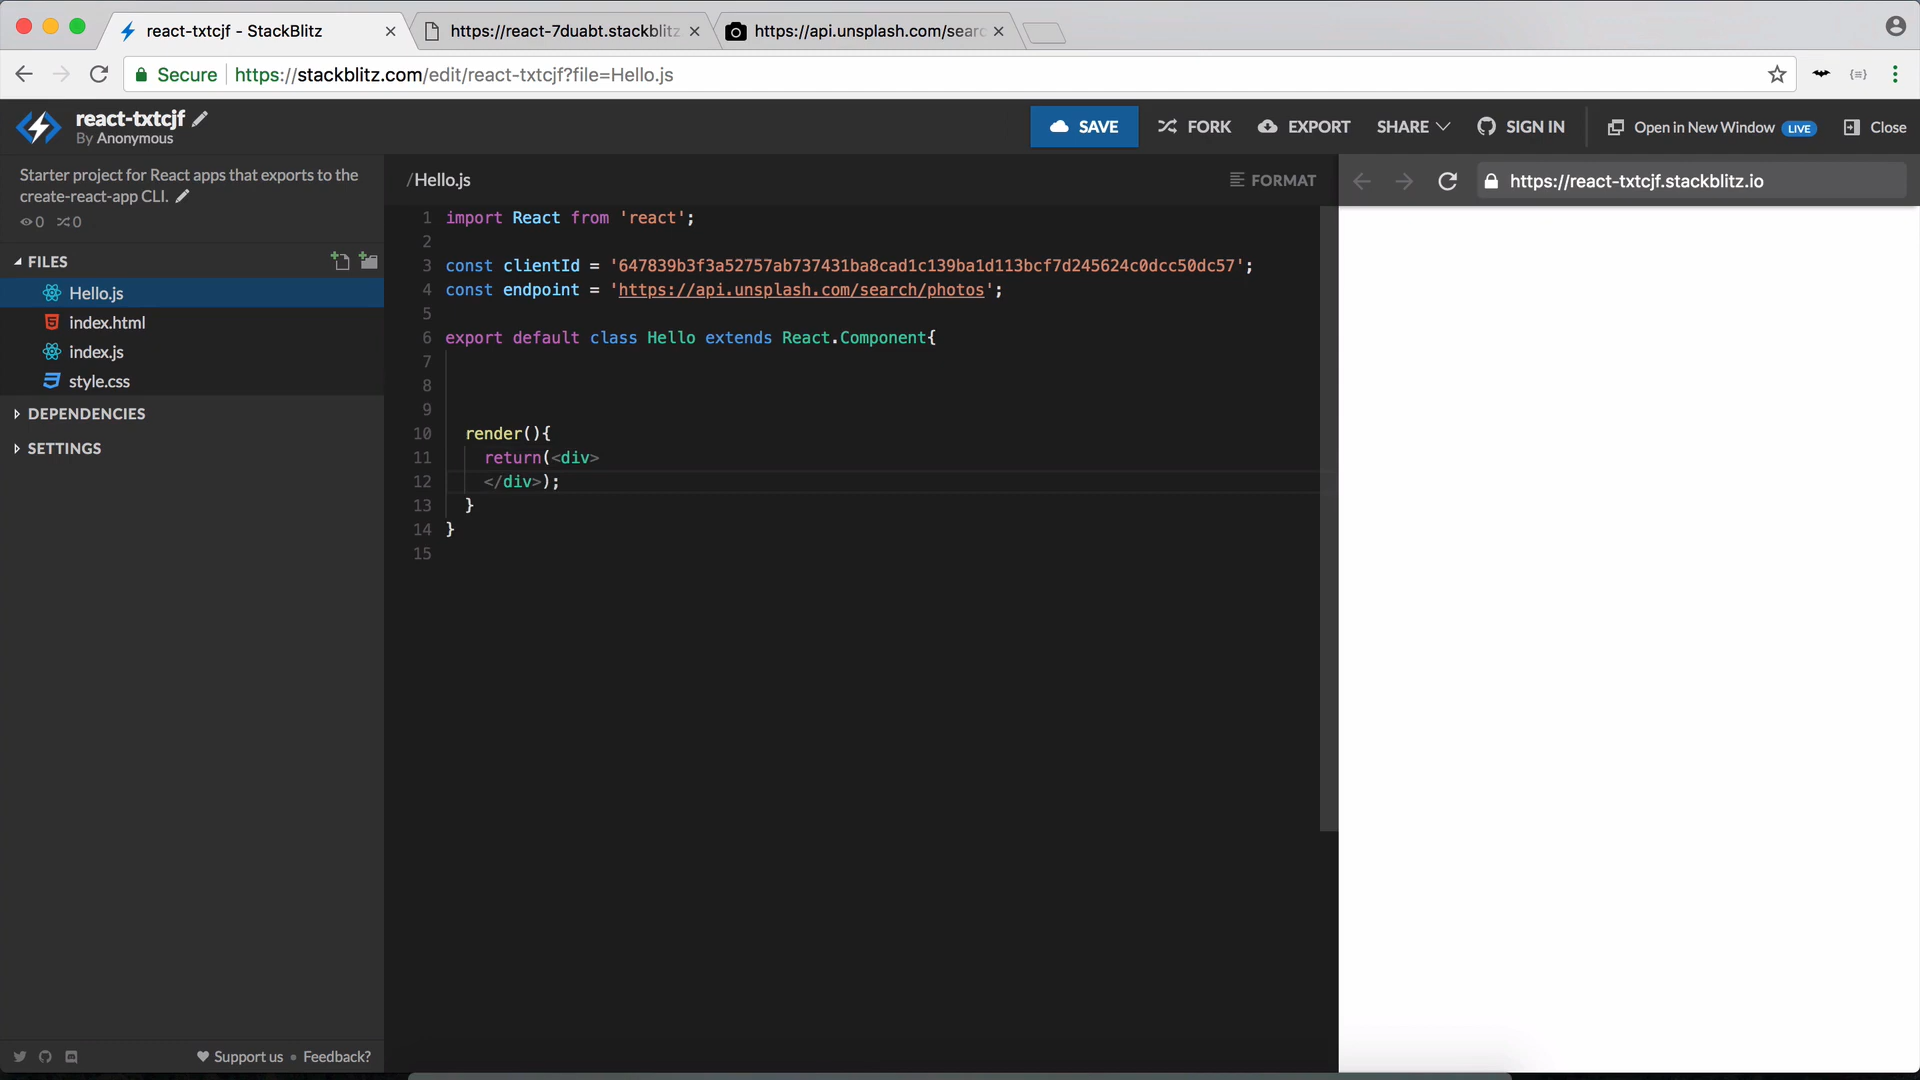 react-txtcjf - StackBlitz
https://react-7duabt.stackblitz
https://api.unsplash.com/sear
Secure
https://stackblitz.com/edit/react-txtcjf?file=Hello.js
react-txtcjf
By Anonymous
SAVE
FORK
EXPORT
SHARE
SIGN IN
Open in New Window
LIVE
Close
Starter project for React apps that exports to the
create-react-app CLI.
0
0
FILES
Hello.js
index.html
index.js
style.css
DEPENDENCIES
SETTINGS
/Hello.js
FORMAT
https://react-txtcjf.stackblitz.io
1 import React from 'react';
2
3 const clientId = '647839b3f3a52757ab737431ba8cad1c139ba1d113bcf7d245624c0dcc50dc57';
4 const endpoint = 'https://api.unsplash.com/search/photos';
5
6 export default class Hello extends React.Component{
7
8
9
10 render(){
11 return(<div>
12 </div>);
13 }
14 }
15
Support us • Feedback?